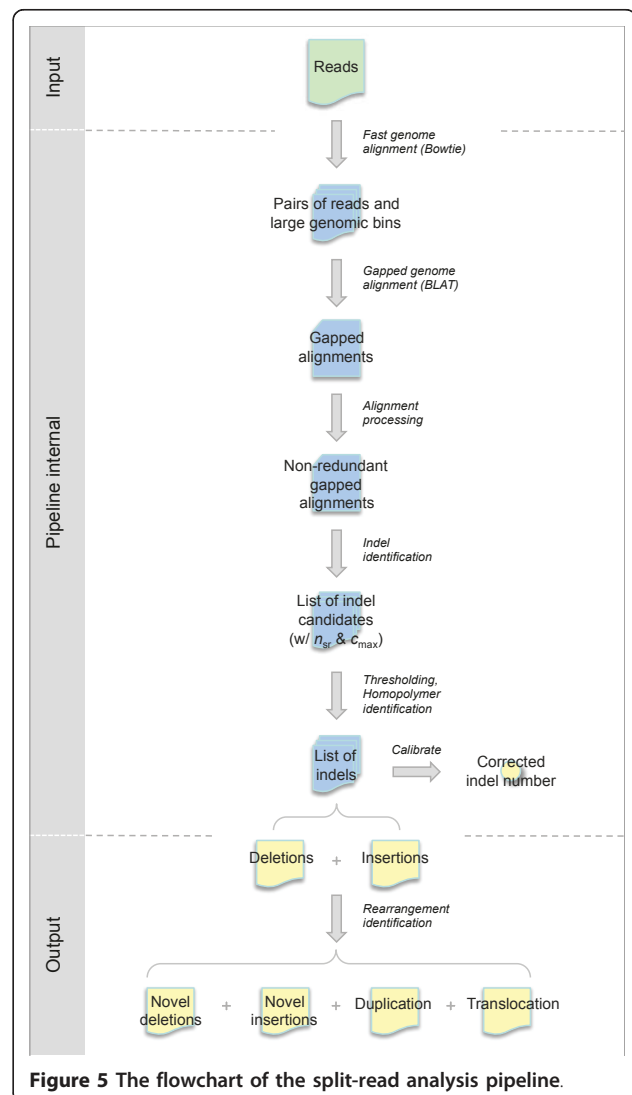 Input
Reads
Fast genome
alignment (Bowtie)
Pairs of reads and
large genomic bins
Gapped genome
alignment (BLAT)
Gapped
alignments
Alignment
processing
Pipeline internal
Non-redundant
gapped
alignments
Indel
identification
List of indel
candidates
(w/ nsr & cmax)
Thresholding,
Homopolymer
identification
List of
indels
Calibrate
Corrected
indel number
Output
Deletions + Insertions
Rearrangement
identification
Novel
deletions
+
Novel
insertions
+
Duplication
+
Translocation
Figure 5 The flowchart of the split-read analysis pipeline.